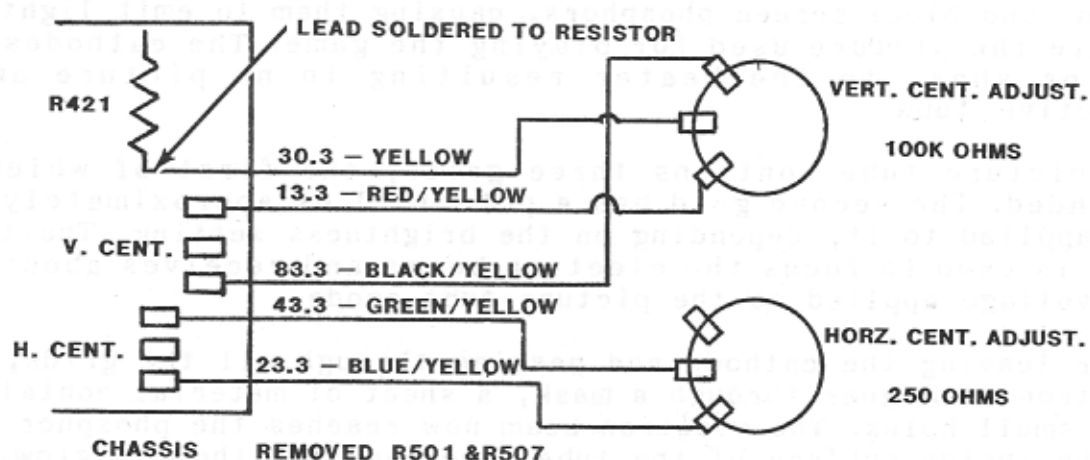 LEAD SOLDERED TO RESISTOR
R421
VERT. CENT. ADJUST.
100K OHMS
30.3 – YELLOW
13.3 – RED/YELLOW
V. CENT.
83.3 – BLACK/YELLOW
43.3 – GREEN/YELLOW
H. CENT.
HORZ. CENT. ADJUST.
23.3 – BLUE/YELLOW
250 OHMS
CHASSIS
REMOVED R501 &R507